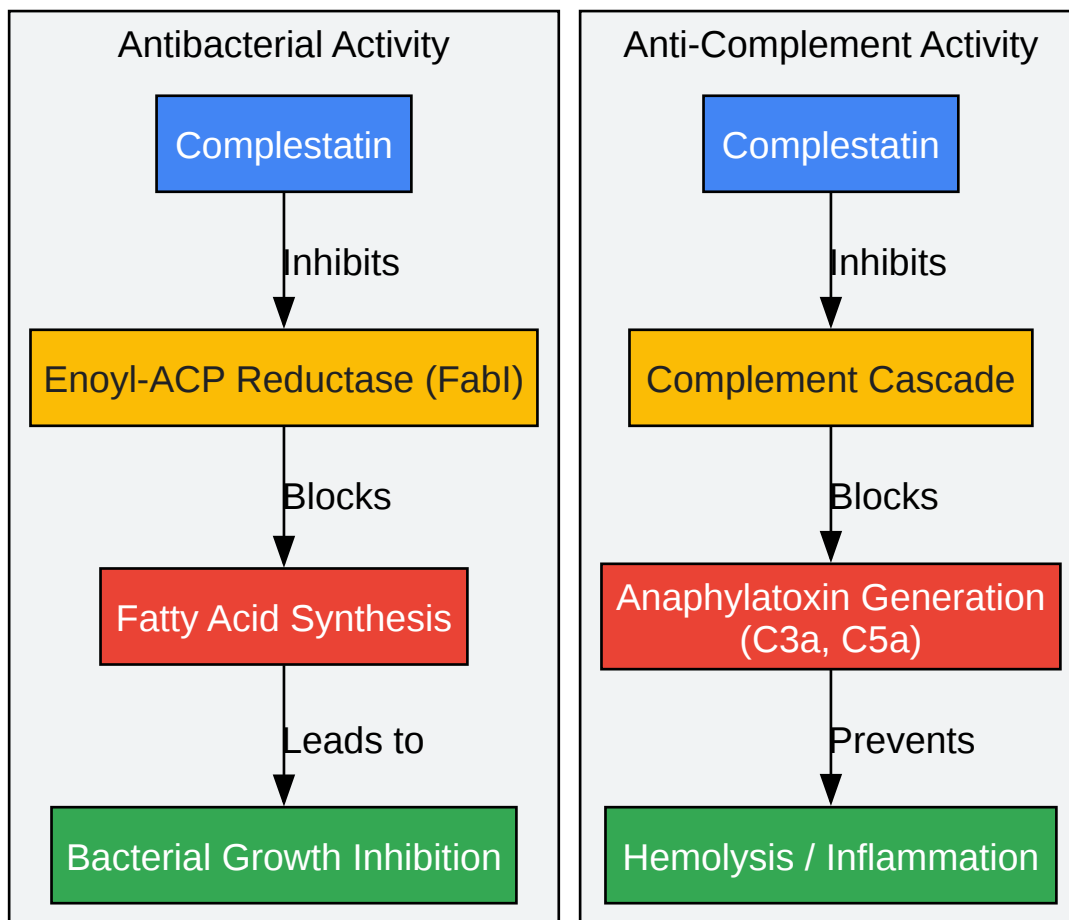 Antibacterial Activity
Complestatin
Inhibits
Enoyl-ACP Reductase (FabI)
Blocks
Fatty Acid Synthesis
Leads to
Bacterial Growth Inhibition
Anti-Complement Activity
Complestatin
Inhibits
Complement Cascade
Blocks
Anaphylatoxin Generation
(C3a, C5a)
Prevents
Hemolysis / Inflammation